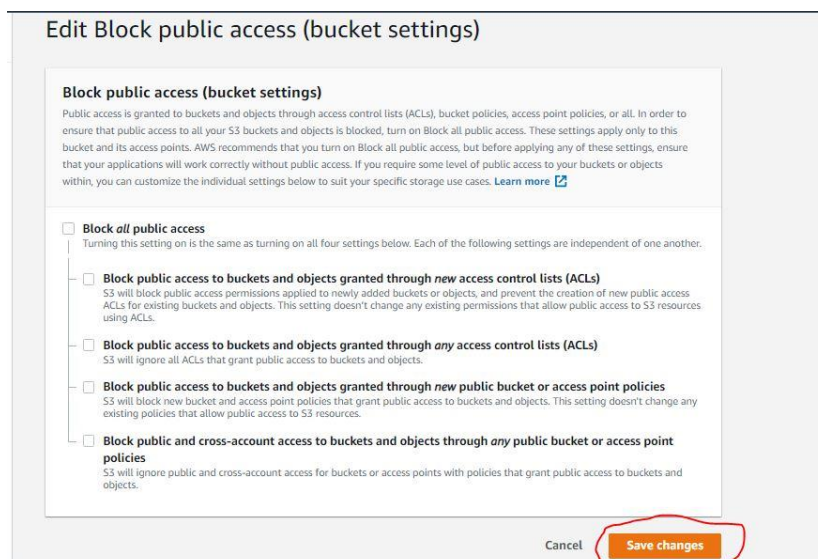 Edit Block public access (bucket settings)
Block public access (bucket settings)
Public access is granted to buckets and objects through access control lists (ACLs), bucket policies, access point policies, or all. In order to
ensure that public access to all your S3 buckets and objects is blocked, turn on Block all public access. These settings apply only to this
bucket and its access points. AWS recommends that you turn on Block all public access, but before applying any of these settings, ensure
that your applications will work correctly without public access. If you require some level of public access to your buckets or objects
within, you can customize the individual settings below to suit your specific storage use cases. Learn more
Block all public access
Turning this setting on is the same as turning on all four settings below. Each of the following settings are independent of one another.
Block public access to buckets and objects granted through new access control lists (ACLs)
S3 will block public access permissions applied to newly added buckets or objects, and prevent the creation of new public access
ACLs for existing buckets and objects. This setting doesn't change any existing permissions that allow public access to S3 resources
using ACLs.
Block public access to buckets and objects granted through any access control lists (ACLs)
S3 will ignore all ACLs that grant public access to buckets and objects.
Block public access to buckets and objects granted through new public bucket or access point policies
S3 will block new bucket and access point policies that grant public access to buckets and objects. This setting doesn't change any
existing policies that allow public access to S3 resources.
Block public and cross-account access to buckets and objects through any public bucket or access point
policies
S3 will ignore public and cross-account access for buckets or access points with policies that grant public access to buckets and
objects.
Cancel Save changes